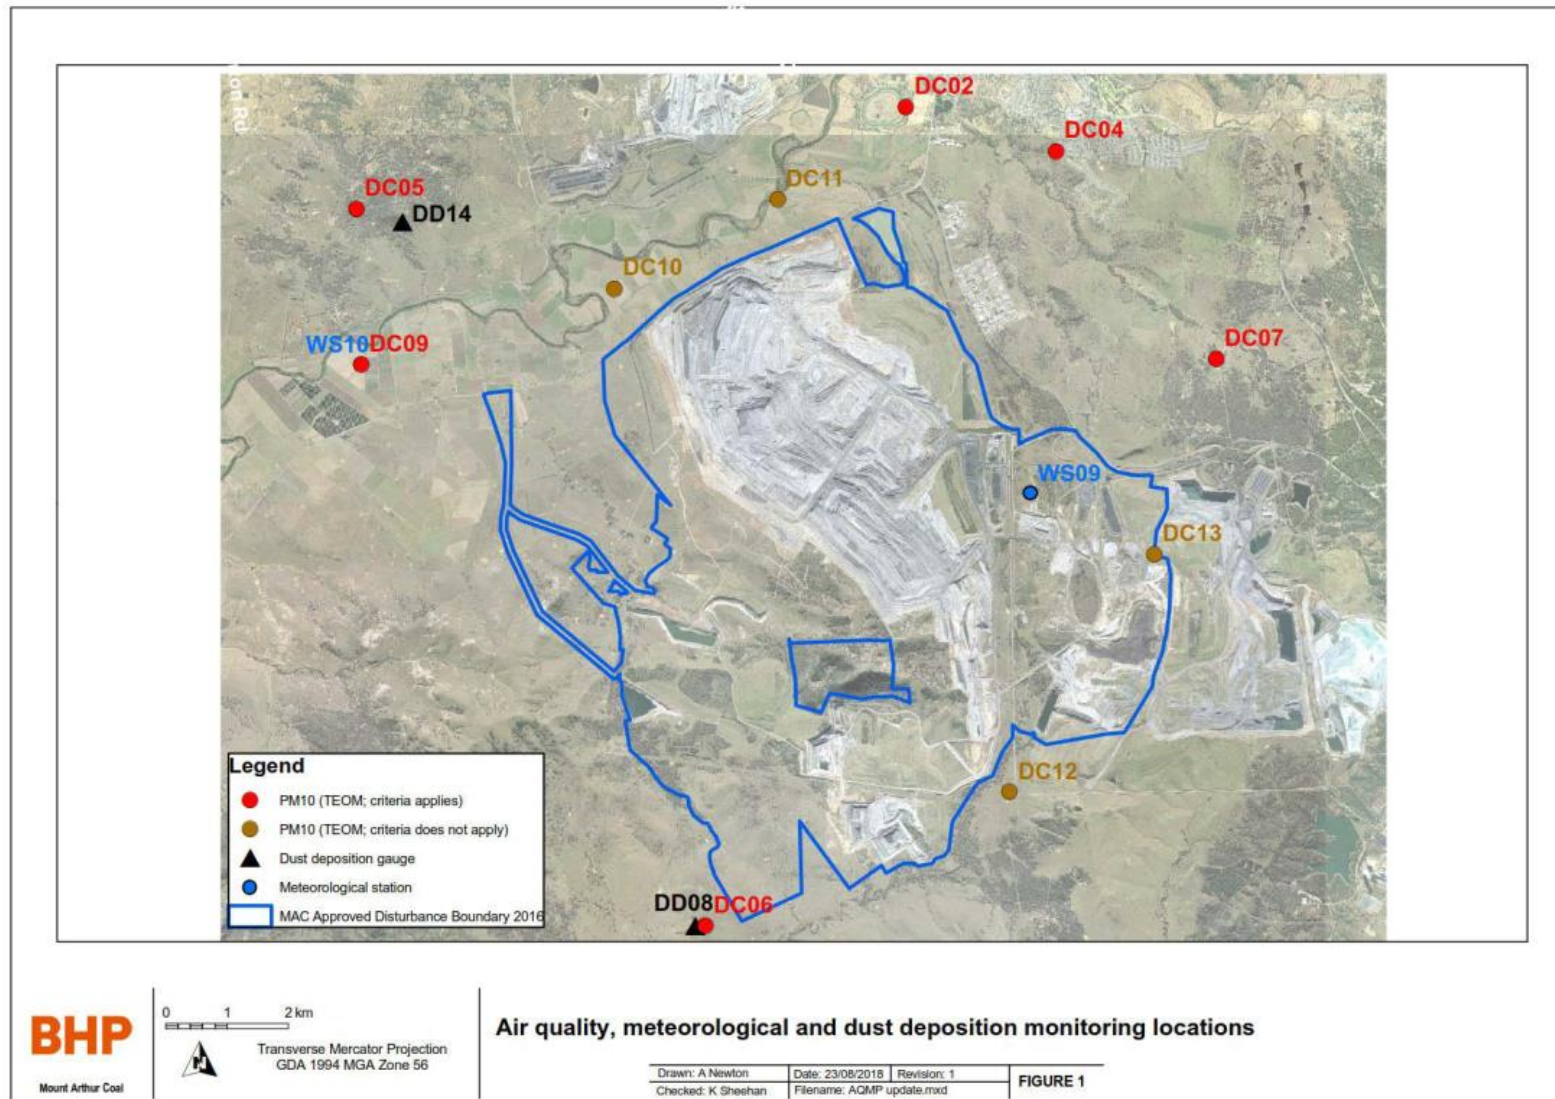 DC02
DC04
DC11
DC05
DD14
DC10
WS10 DC09
DC07
WS09
DC13
DC12
DD08 DC06
Legend
PM10 (TEOM; criteria applies)
PM10 (TEOM; criteria does not apply)
Dust deposition gauge
Meteorological station
MAC Approved Disturbance Boundary 2016
BHP
Mount Arthur Coal
0 1 2 km
N
Transverse Mercator Projection
GDA 1994 MGA Zone 56
Air quality, meteorological and dust deposition monitoring locations
Drawn: A Newton Date: 23/08/2018 Revision: 1
Checked: K Sheehan Filename: AQMP update.mxd
FIGURE 1